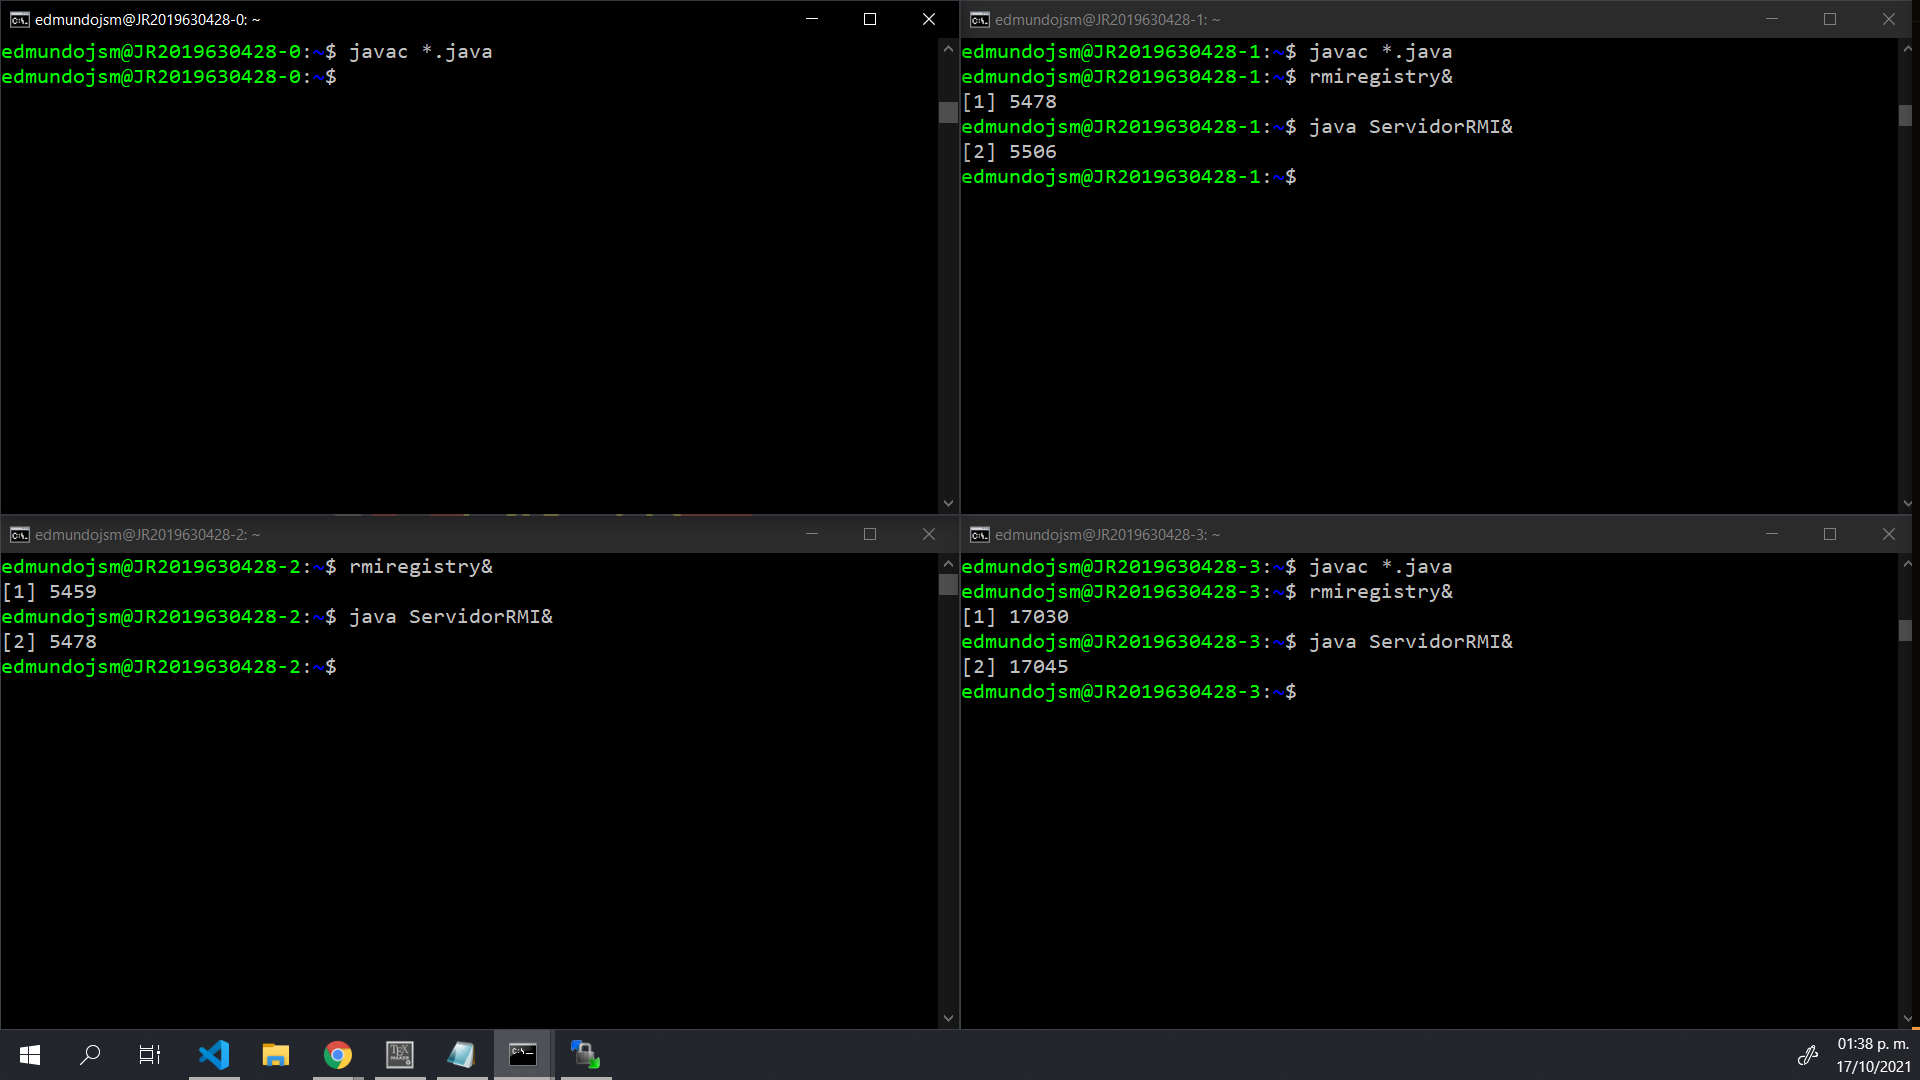 edmundojsm@JR2019630428-0: ~
edmundojsm@JR2019630428-0:~$ javac *.java
edmundojsm@JR2019630428-0:~$
edmundojsm@JR2019630428-1: ~
edmundojsm@JR2019630428-1:~$ javac *.java
edmundojsm@JR2019630428-1:~$ rmiregistry&
[1] 5478
edmundojsm@JR2019630428-1:~$ java ServidorRMI&
[2] 5506
edmundojsm@JR2019630428-1:~$
edmundojsm@JR2019630428-2: ~
edmundojsm@JR2019630428-2:~$ rmiregistry&
[1] 5459
edmundojsm@JR2019630428-2:~$ java ServidorRMI&
[2] 5478
edmundojsm@JR2019630428-2:~$
edmundojsm@JR2019630428-3: ~
edmundojsm@JR2019630428-3:~$ javac *.java
edmundojsm@JR2019630428-3:~$ rmiregistry&
[1] 17030
edmundojsm@JR2019630428-3:~$ java ServidorRMI&
[2] 17045
edmundojsm@JR2019630428-3:~$
01:38 p. m.
17/10/2021